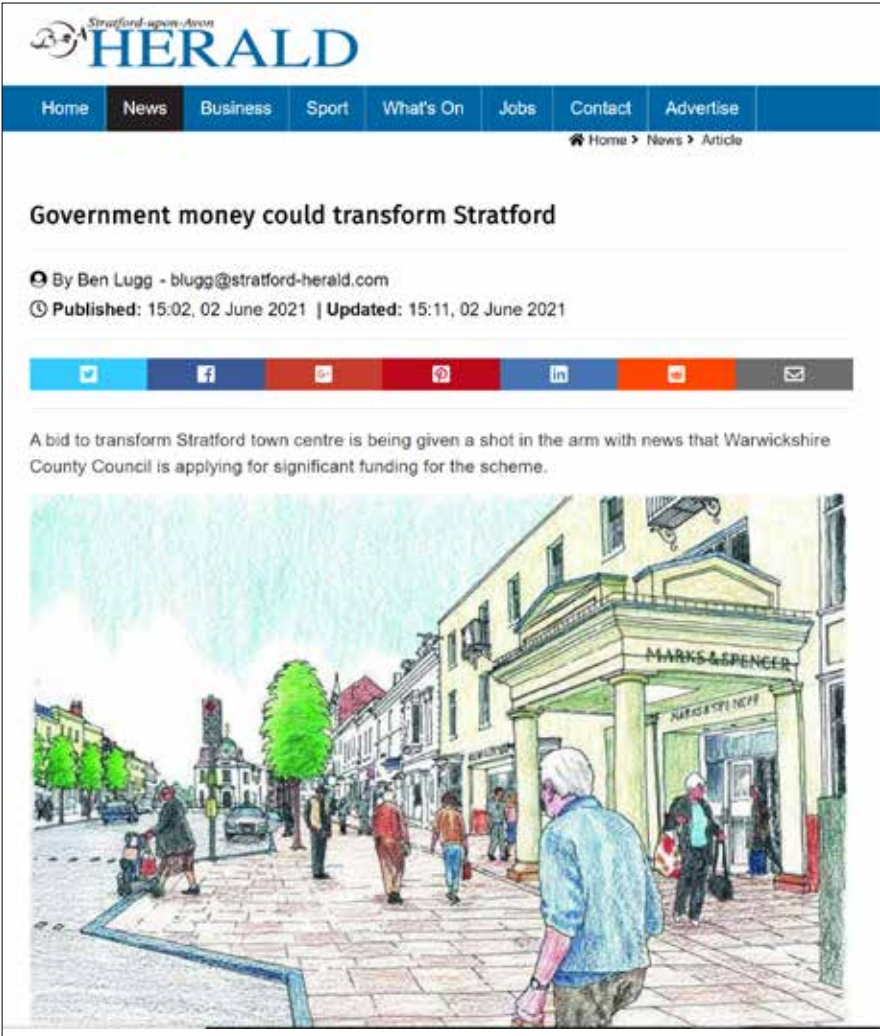 Stratford-upon-Avon
HERALD
Home News Business Sport What's On Jobs Contact Advertise
Home > News > Article
Government money could transform Stratford
By Ben Lugg - blugg@stratford-herald.com
Published: 15:02, 02 June 2021 | Updated: 15:11, 02 June 2021
A bid to transform Stratford town centre is being given a shot in the arm with news that Warwickshire
County Council is applying for significant funding for the scheme.
MARKS & SPENCER
MARKS & SPENCER